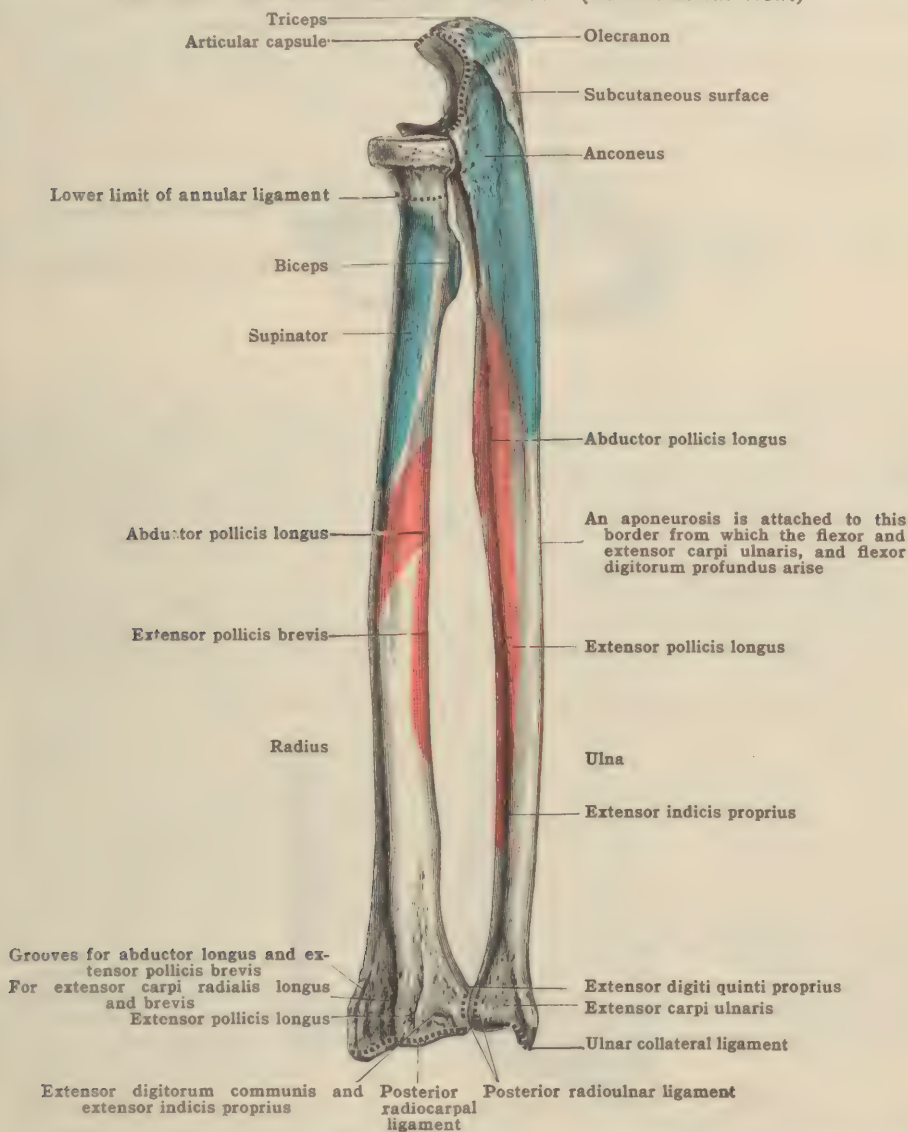 Triceps
Articular capsule
Olecranon
Subcutaneous surface
Anconeus
Lower limit of annular ligament
Biceps
Supinator
Abductor pollicis longus
Abductor pollicis longus
An aponeurosis is attached to this
border from which the flexor and
extensor carpi ulnaris, and flexor
digitorum profundus arise
Extensor pollicis brevis
Extensor pollicis longus
Radius
Ulna
Extensor indicis proprius
Grooves for abductor longus and ex-
tensor pollicis brevis
For extensor carpi radialis longus
and brevis
Extensor pollicis longus
Extensor digiti quinti proprius
Extensor carpi ulnaris
Ulnar collateral ligament
Extensor digitorum communis and
extensor indicis proprius
Posterior
radiocarpal
ligament
Posterior radioulnar ligament